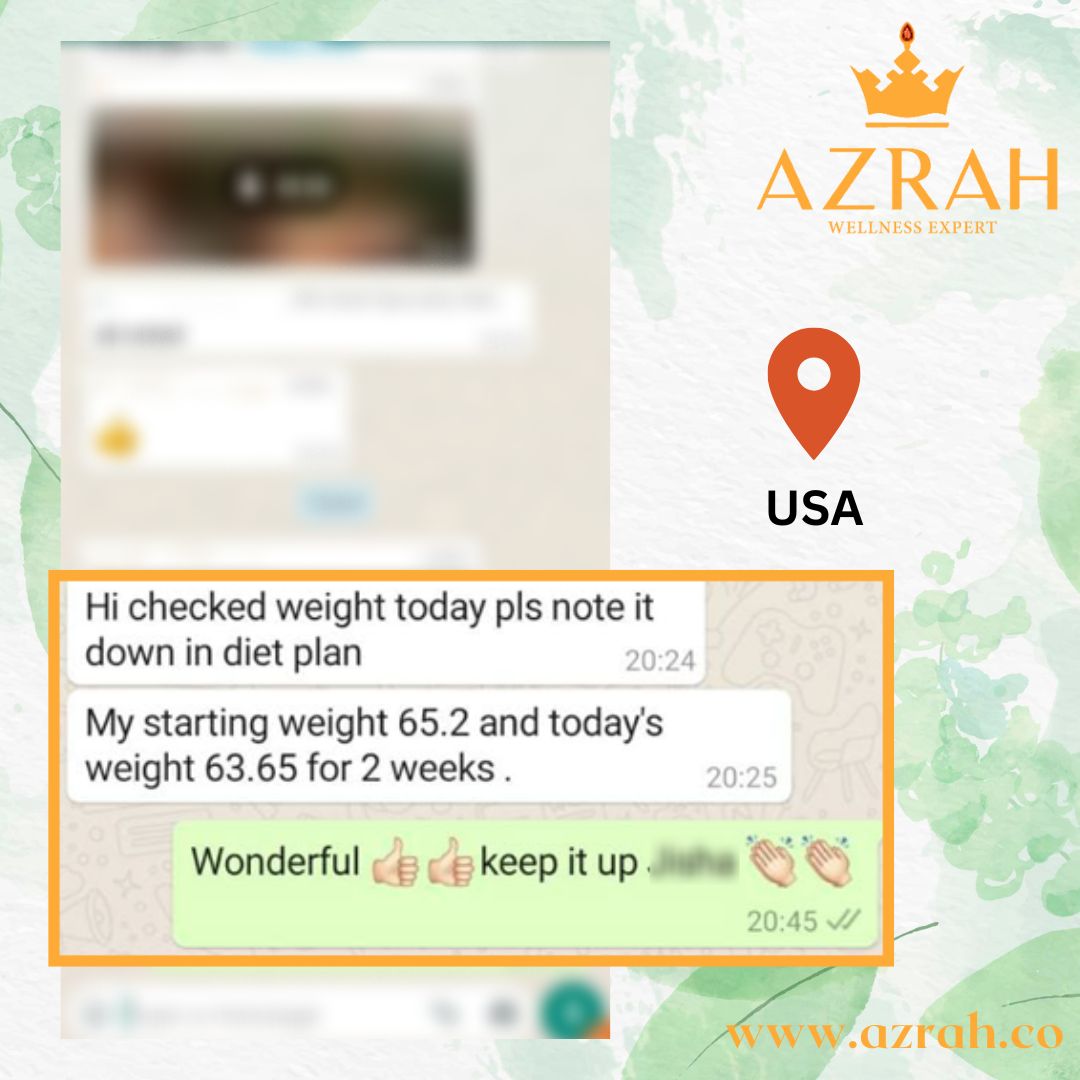 AZRAH
WELLNESS EXPERT
USA
Hi checked weight today pls note it
down in diet plan
20:24
My starting weight 65.2 and today's
weight 63.65 for 2 weeks .
20:25
Wonderful 👍🏻👍🏻keep it up 👏🏻👏🏻
20:45
www.azrah.co